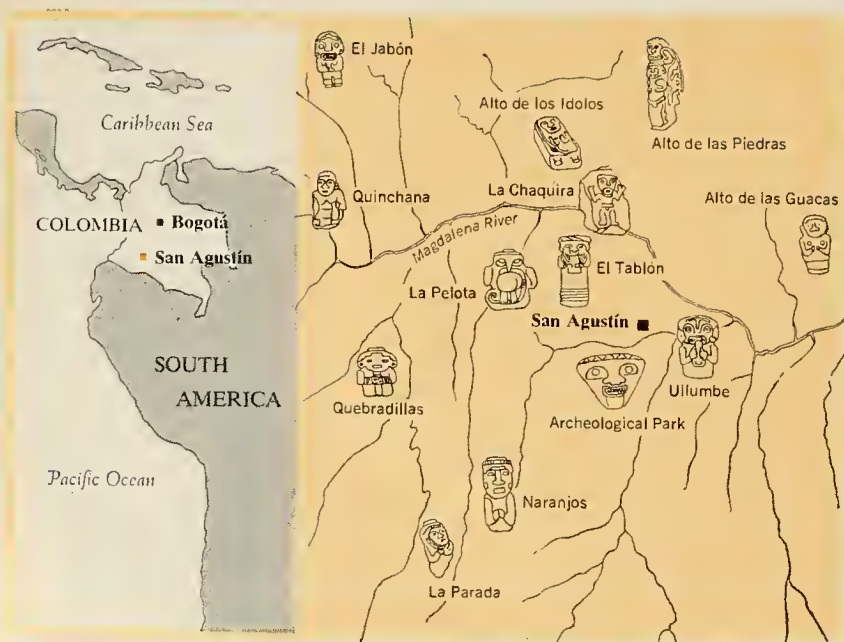 Caribbean Sea
COLOMBIA
Bogotá
San Agustín
SOUTH
AMERICA
Pacific Ocean
El Jabón
Alto de los Idolos
Alto de las Piedras
Quinchana
La Chaquira
Alto de las Guacas
Magdalena River
El Tablón
La Pelota
San Agustín
Ullumbe
Quebradillas
Archeological Park
Naranjos
La Parada